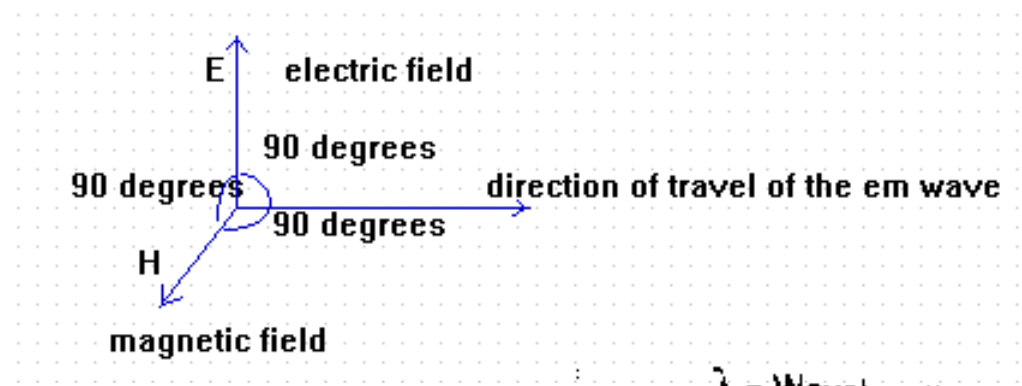 E electric field
90 degrees
90 degrees direction of travel of the em wave
90 degrees
H
magnetic field